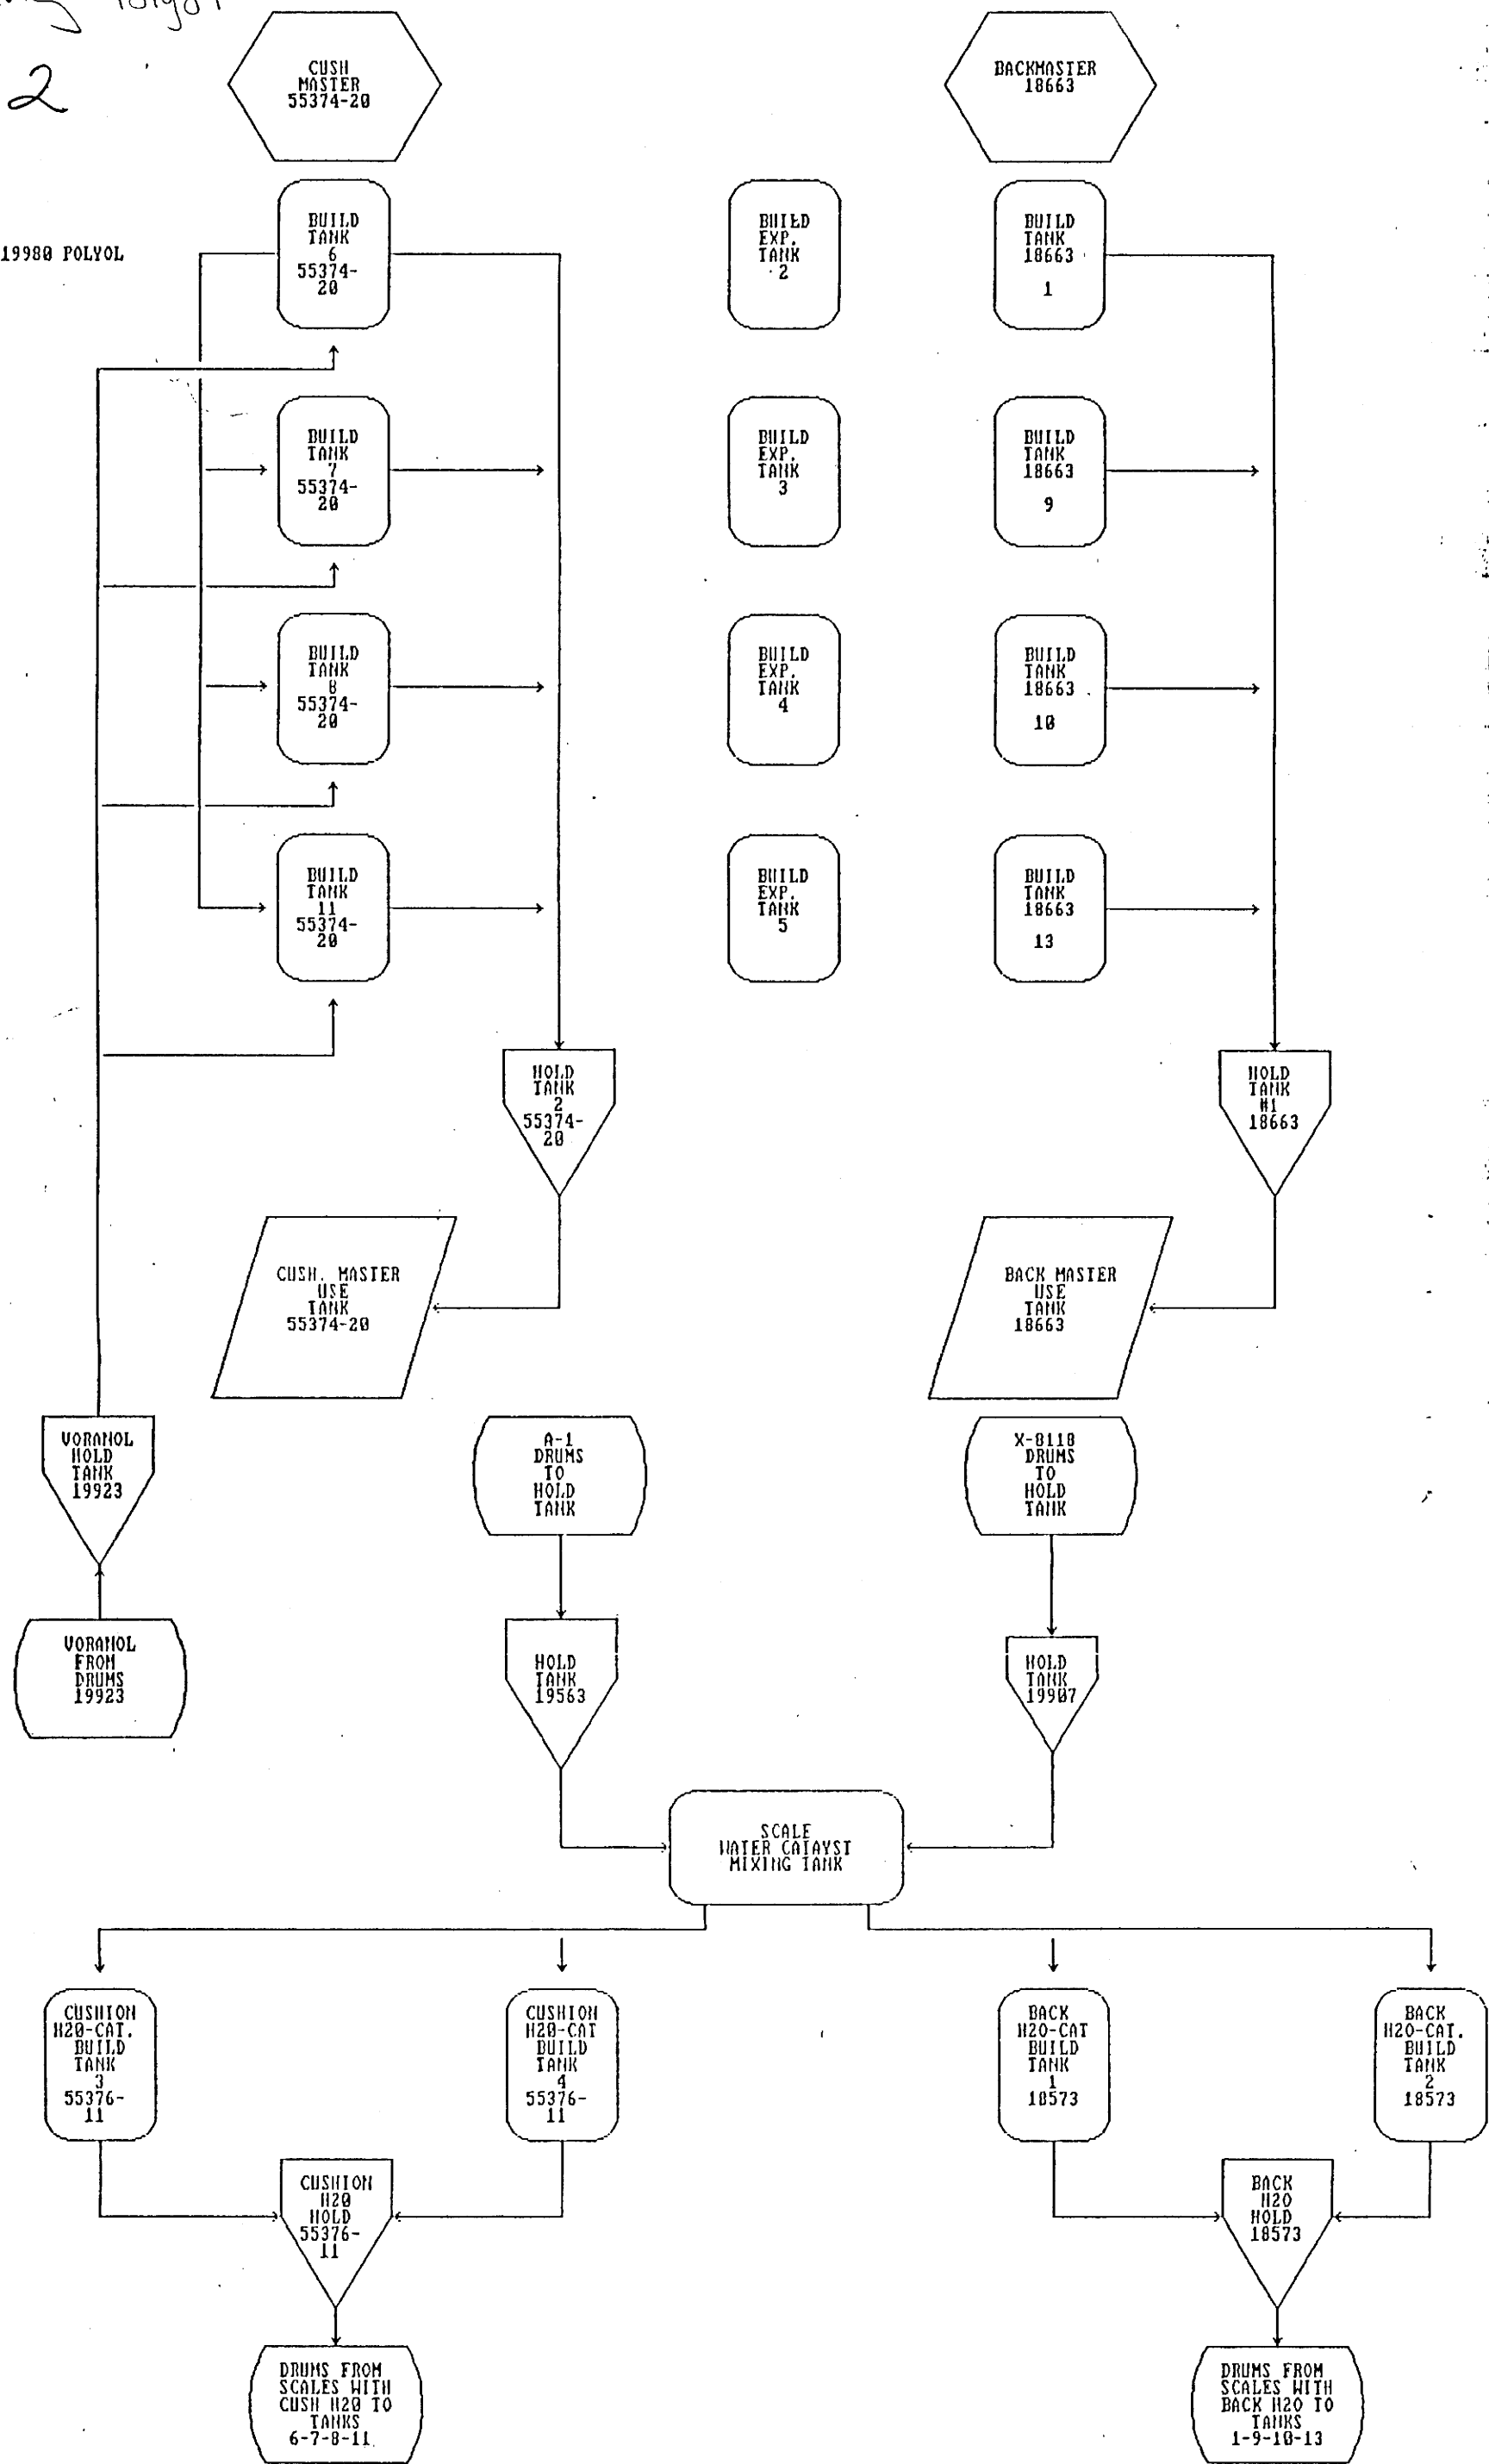 2
CUSH
MASTER
55374-20
BACKMASTER
18663
19980 POLYOL
BUILD
TANK
6
55374-
20
BUILD
EXP.
TANK
2
BUILD
TANK
18663
1
BUILD
TANK
7
55374-
20
BUILD
EXP.
TANK
3
BUILD
TANK
18663
9
BUILD
TANK
8
55374-
20
BUILD
EXP.
TANK
4
BUILD
TANK
18663
10
BUILD
TANK
11
55374-
20
BUILD
EXP.
TANK
5
BUILD
TANK
18663
13
HOLD
TANK
2
55374-
20
HOLD
TANK
#1
18663
CUSH. MASTER
USE
TANK
55374-20
BACK MASTER
USE
TANK
18663
VORANOL
HOLD
TANK
19923
A-1
DRUMS
TO
HOLD
TANK
X-8118
DRUMS
TO
HOLD
TANK
VORANOL
FROM
DRUMS
19923
HOLD
TANK
19563
HOLD
TANK
19907
SCALE
WATER CATAYST
MIXING TANK
CUSHION
H20-CAT.
BUILD
TANK
3
55376-
11
CUSHION
H20-CAT
BUILD
TANK
4
55376-
11
BACK
H2O-CAT
BUILD
TANK
1
18573
BACK
H2O-CAT.
BUILD
TANK
2
18573
CUSHION
H20
HOLD
55376-
11
BACK
H2O
HOLD
18573
DRUMS FROM
SCALES WITH
CUSH H20 TO
TANKS
6-7-8-11
DRUMS FROM
SCALES WITH
BACK H2O TO
TANKS
1-9-10-13